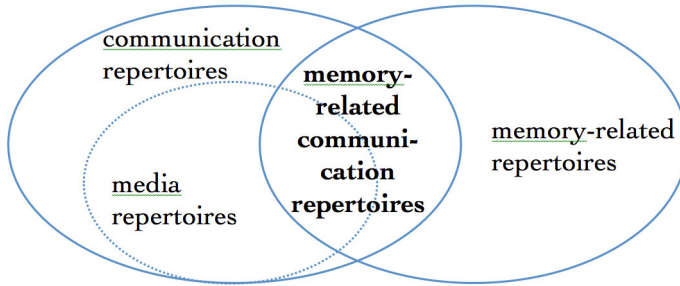 communication
repertoires
memory-
related
communi-
cation
repertoires
memory-related
repertoires
media
repertoires